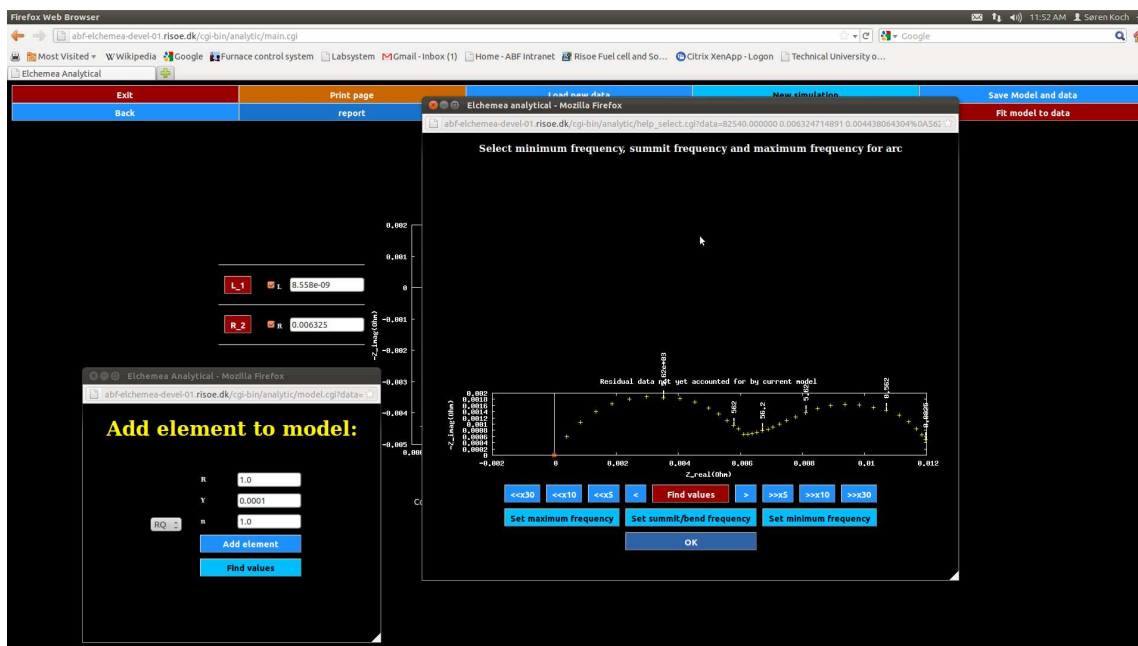 Firefox Web Browser 11:52 AM Søren Koch
abf-elchemea-devel-01.risoe.dk/cgi-bin/analytic/main.cgi Google
Most Visited Wikipedia Google Furnace control system Labsystem Gmail - Inbox (1) Home - ABF Intranet Risoe Fuel cell and So... Citrix XenApp - Logon Technical University o...
Elchemea Analytical
Exit Print page Load new data New simulation Save Model and data
Back report Fit model to data
Elchemea analytical - Mozilla Firefox
abf-elchemea-devel-01.risoe.dk/cgi-bin/analytic/help_select.cgi?data=82540.000000 0.006324714891 0.004438064304%0A562
Select minimum frequency, summit frequency and maximum frequency for arc
0.002
0.001
0
-0.001
-0.002
-0.003
-0.004
-0.005
-Z_imag(Ohm)
L_1 L 8.558e-09
R_2 R 0.006325
Elchemea Analytical - Mozilla Firefox
abf-elchemea-devel-01.risoe.dk/cgi-bin/analytic/model.cgi?data=
Add element to model:
R 1.0
Y 0.0001
RQ n 1.0
Add element
Find values
Residual data not yet accounted for by current model
562
56.2
5.62
0.562
0.002
0.0018
0.0016
0.0014
0.0012
0.001
0.0008
0.0006
0.0004
0.0002
0
-Z_imag(Ohm)
-0.002 0 0.002 0.004 0.006 0.008 0.01 0.012
Z_real(Ohm)
<<x30 <<x10 <<x5 < Find values > >>x5 >>x10 >>x30
Set maximum frequency Set summit/bend frequency Set minimum frequency
OK